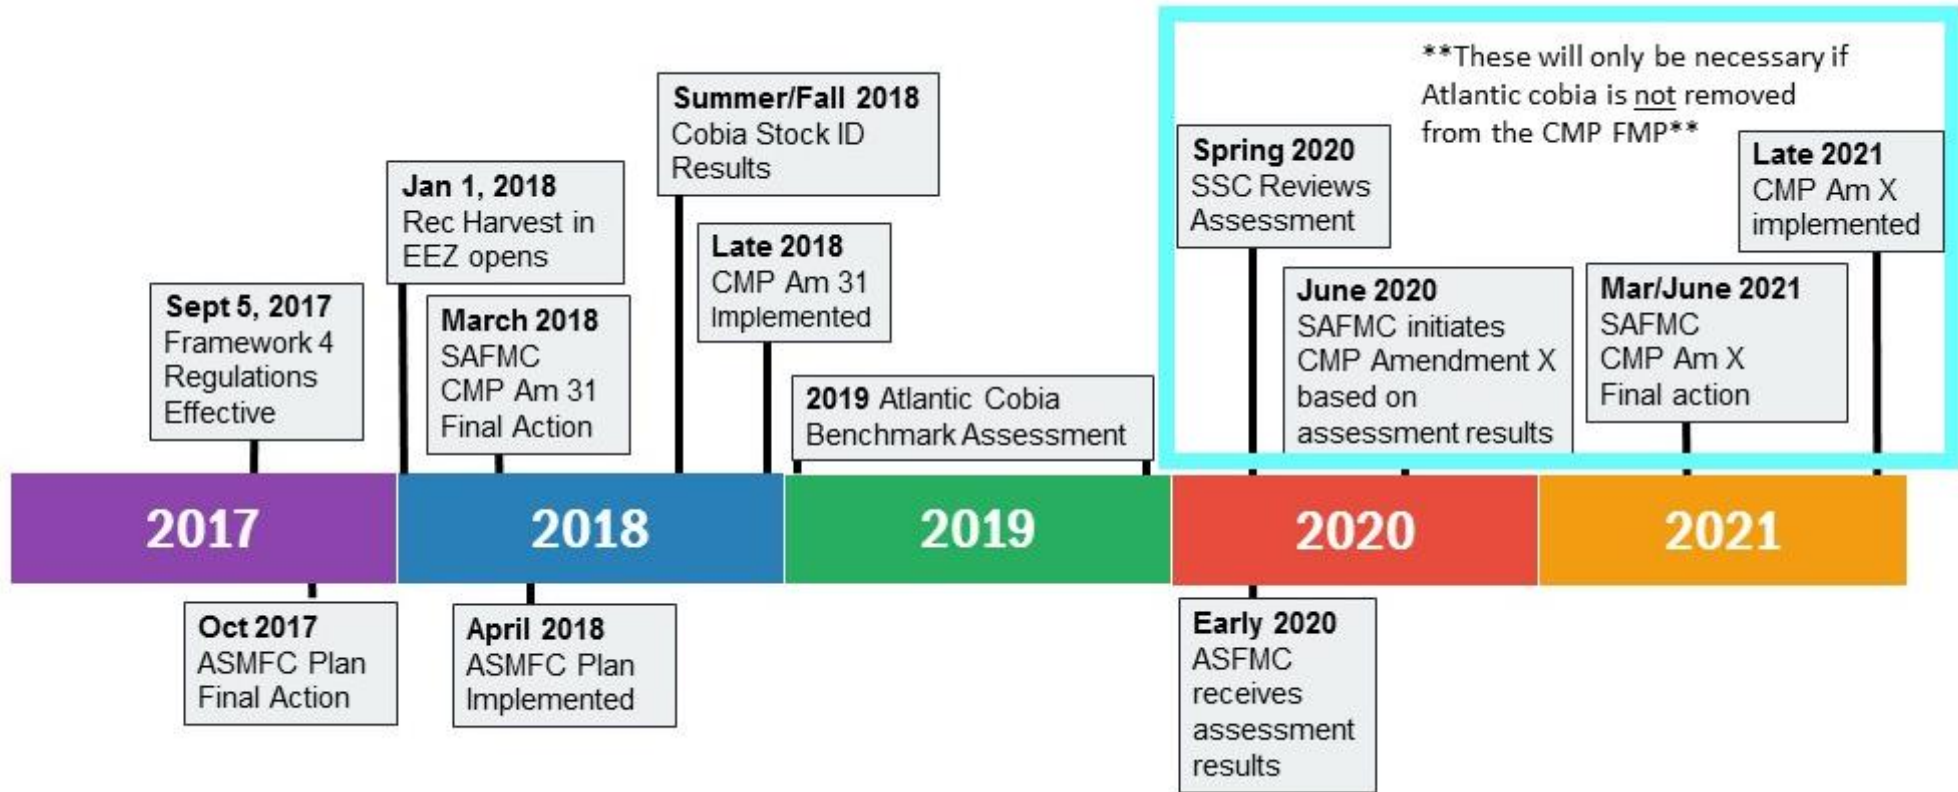 **These will only be necessary if
Atlantic cobia is not removed
from the CMP FMP**
Sept 5, 2017
Framework 4
Regulations
Effective
Jan 1, 2018
Rec Harvest in
EEZ opens
March 2018
SAFMC
CMP Am 31
Final Action
Summer/Fall 2018
Cobia Stock ID
Results
Late 2018
CMP Am 31
Implemented
2019 Atlantic Cobia
Benchmark Assessment
Spring 2020
SSC Reviews
Assessment
June 2020
SAFMC initiates
CMP Amendment X
based on
assessment results
Mar/June 2021
SAFMC
CMP Am X
Final action
Late 2021
CMP Am X
implemented
2017
2018
2019
2020
2021
Oct 2017
ASMFC Plan
Final Action
April 2018
ASMFC Plan
Implemented
Early 2020
ASFMC
receives
assessment
results